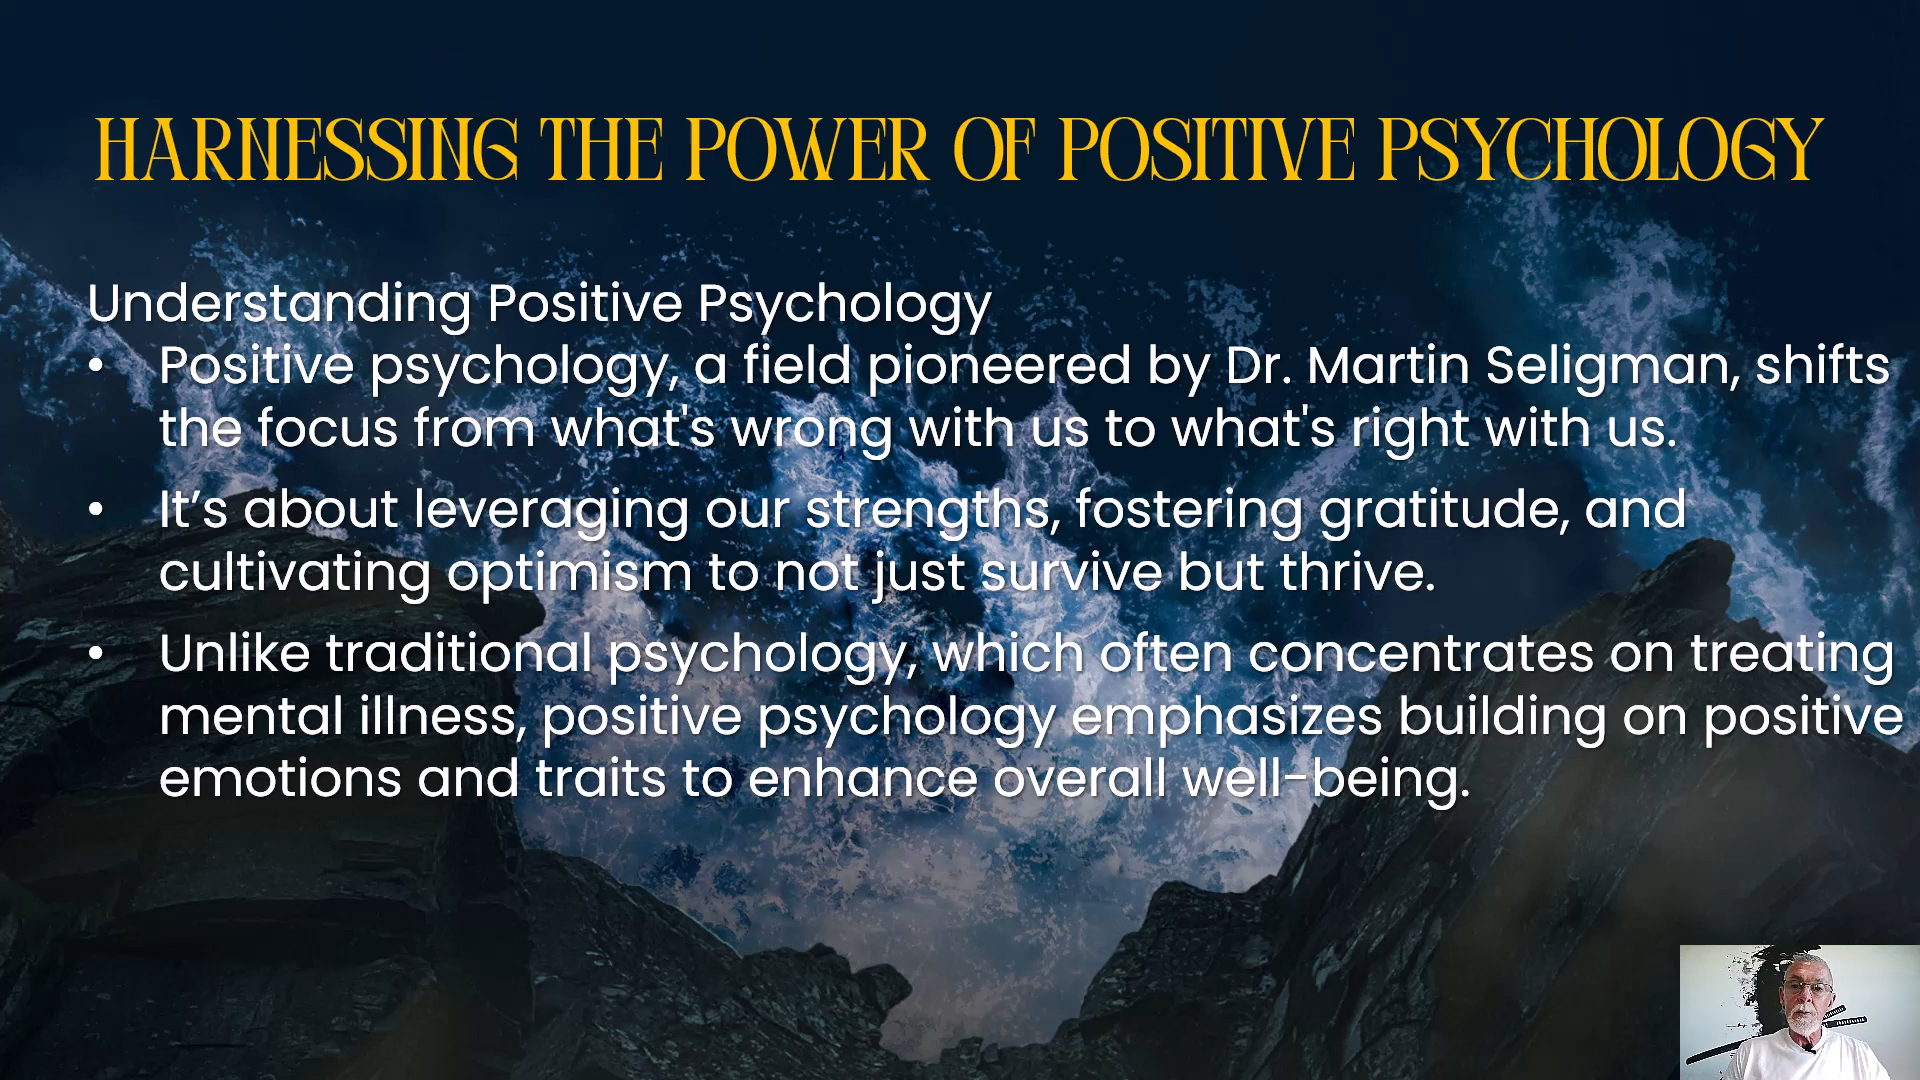 HARNESSING THE POWER OF POSITIVE PSYCHOLOGY
Understanding Positive Psychology
• Positive psychology, a field pioneered by Dr. Martin Seligman, shifts
the focus from what's wrong with us to what's right with us.
• It’s about leveraging our strengths, fostering gratitude, and
cultivating optimism to not just survive but thrive.
• Unlike traditional psychology, which often concentrates on treating
mental illness, positive psychology emphasizes building on positive
emotions and traits to enhance overall well-being.